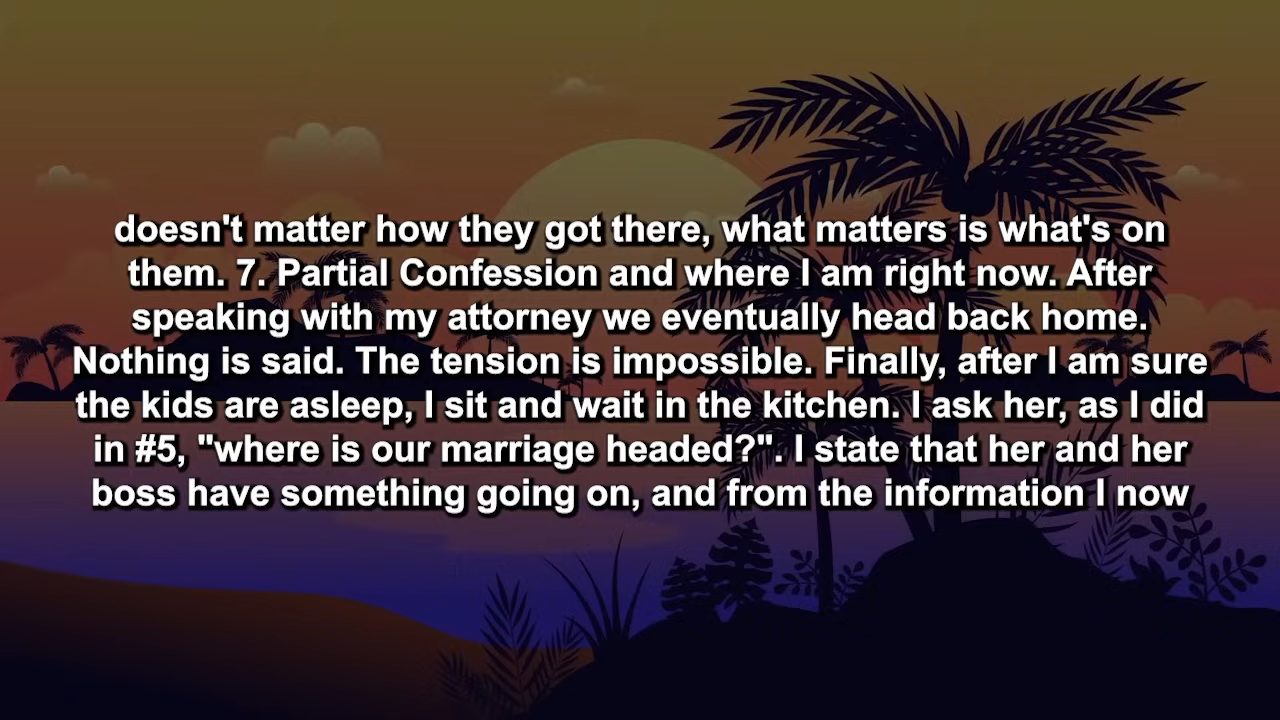 doesn't matter how they got there, what matters is what's on
them. 7. Partial Confession and where I am right now. After
speaking with my attorney we eventually head back home.
Nothing is said. The tension is impossible. Finally, after I am sure
the kids are asleep, I sit and wait in the kitchen. I ask her, as I did
in #5, "where is our marriage headed?". I state that her and her
boss have something going on, and from the information I now